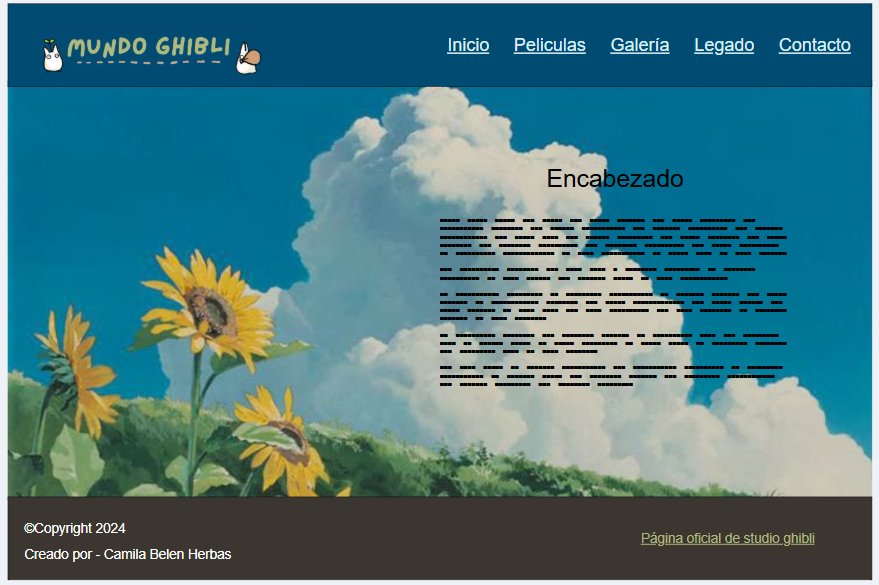 MUNDO GHIBLI
Inicio Peliculas Galería Legado Contacto
Encabezado
©Copyright 2024
Creado por - Camila Belen Herbas
Página oficial de studio ghibli